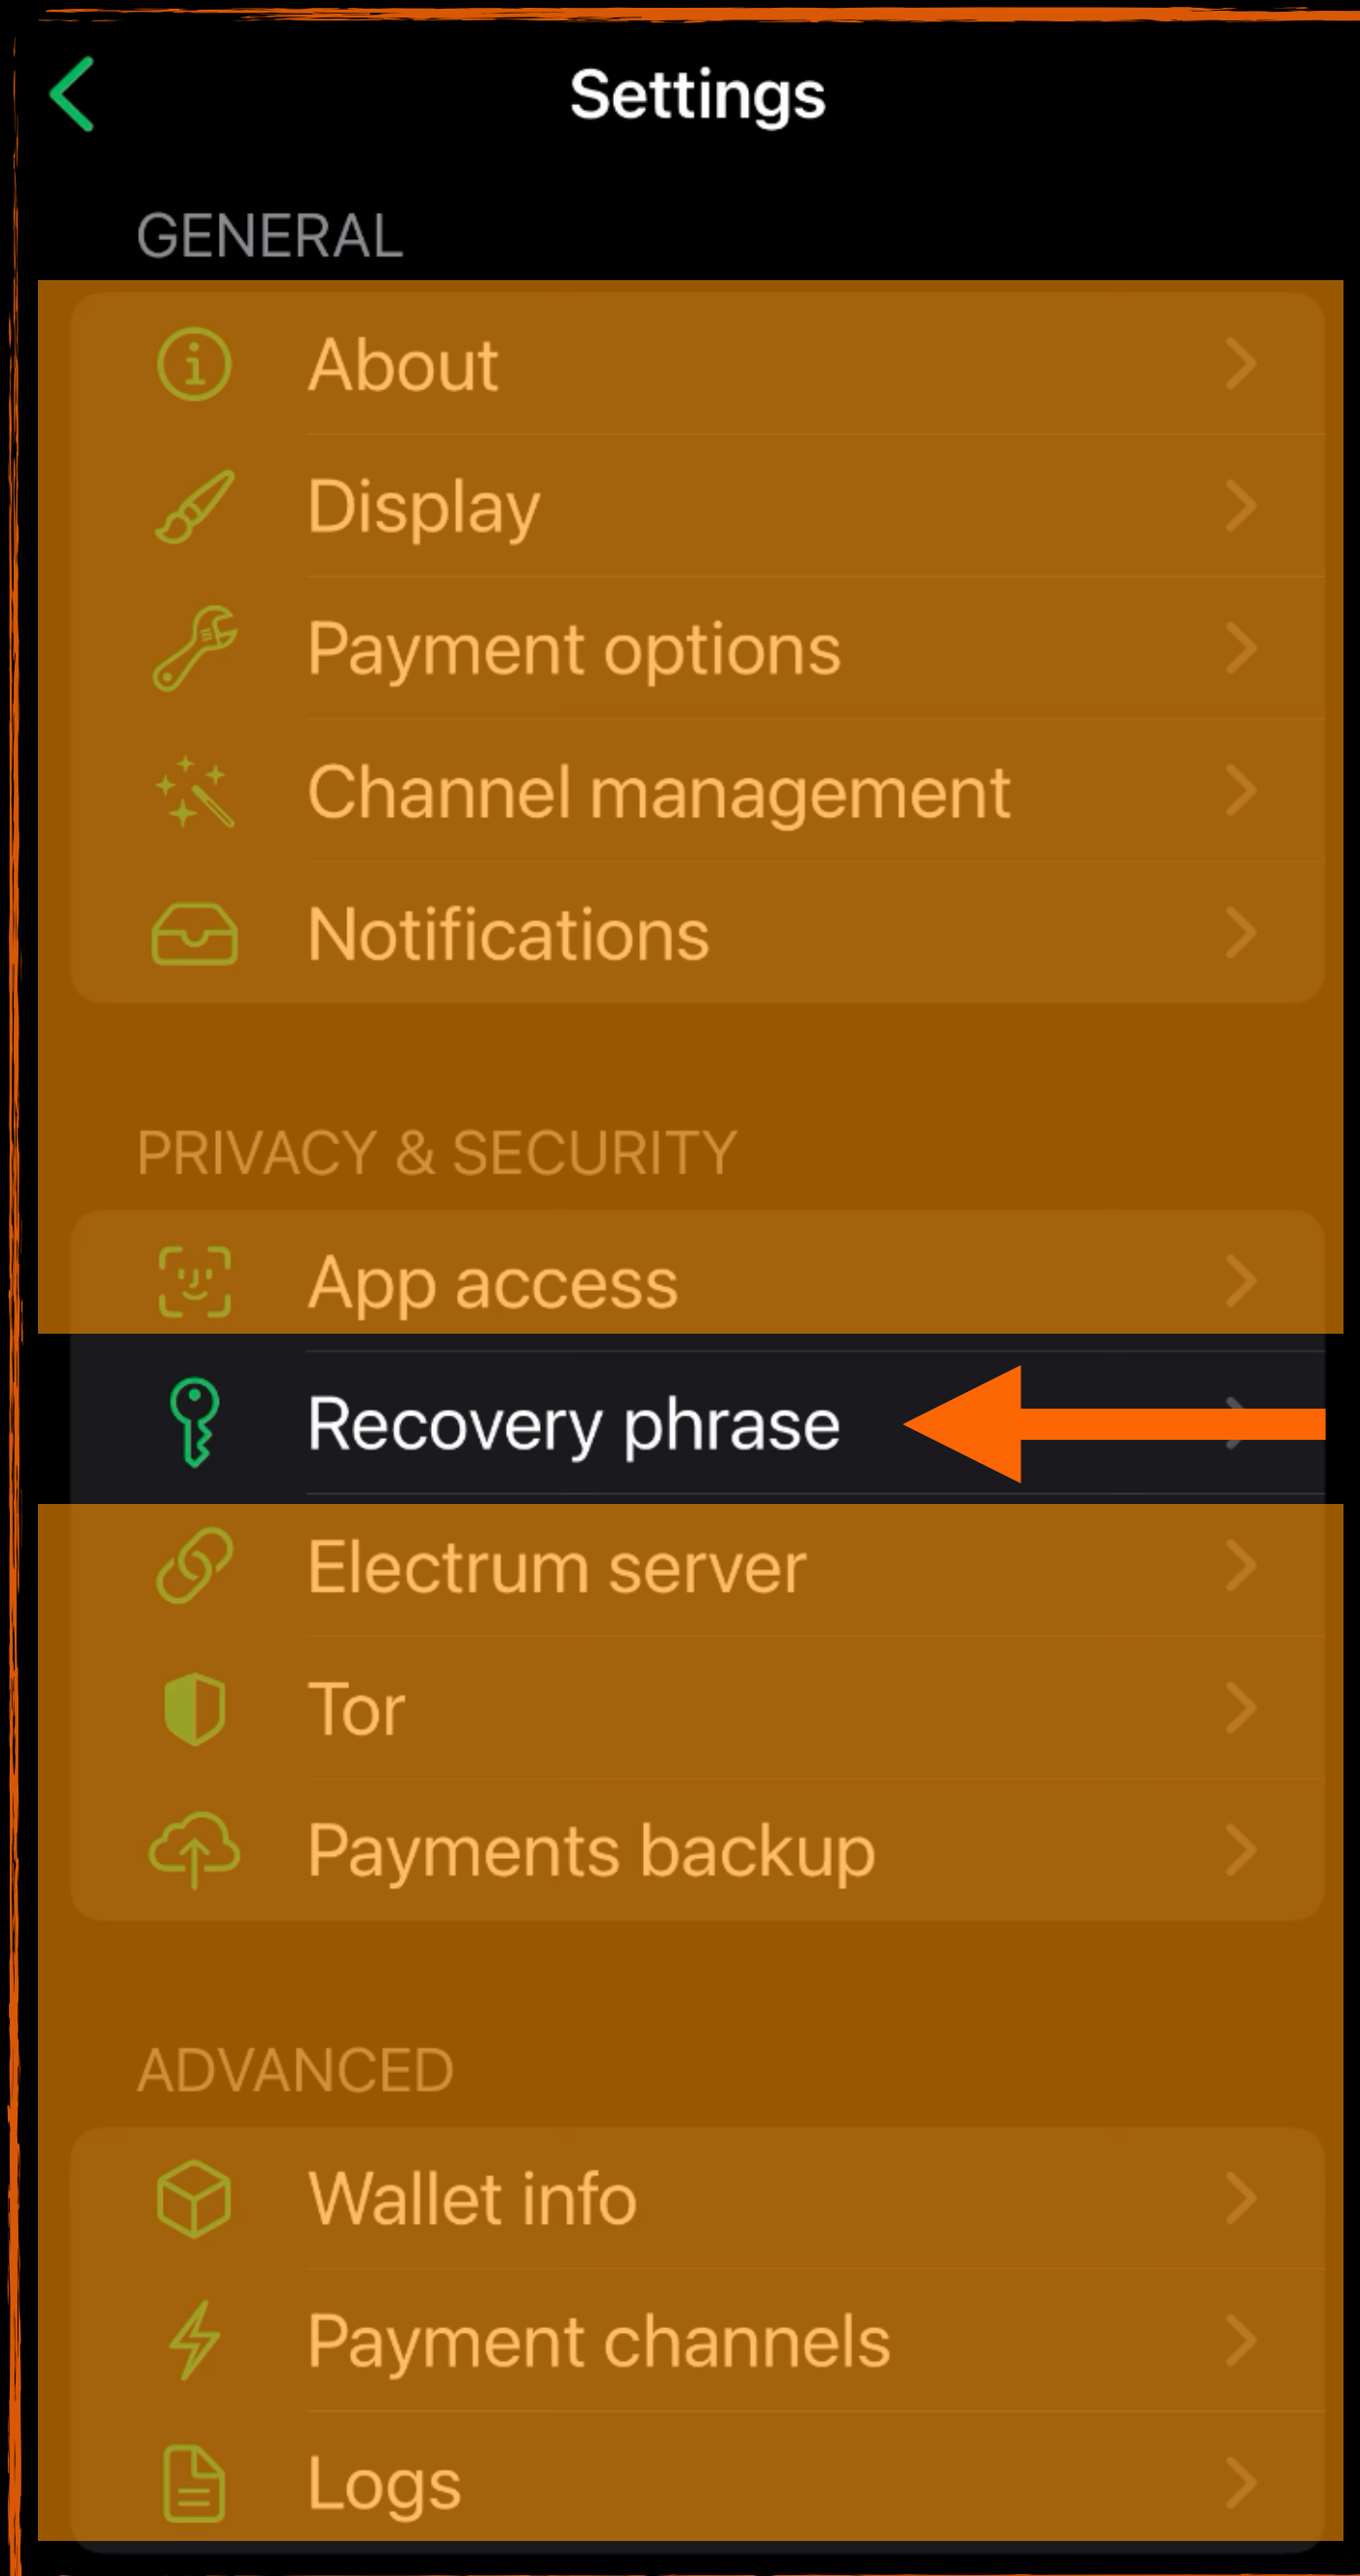 Settings
GENERAL
About
Display
Payment options
Channel management
Notifications
PRIVACY & SECURITY
App access
Recovery phrase
Electrum server
Tor
Payments backup
ADVANCED
Wallet info
Payment channels
Logs